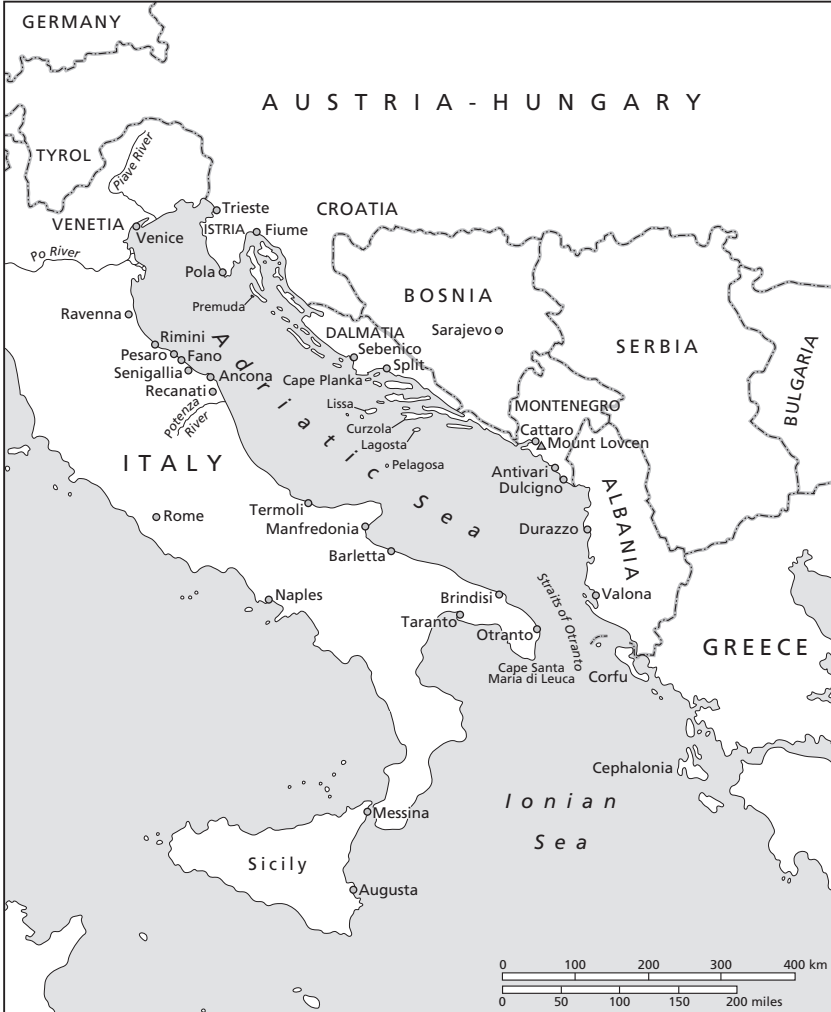 GERMANY
AUSTRIA-HUNGARY
TYROL
Piave River
Trieste
CROATIA
VENETIA
Venice
ISTRIA
Fiume
Po River
Pola
BOSNIA
Premuda
Ravenna
DALMATIA
Sarajevo
Rimini
Adriatic Sea
SERBIA
BULGARIA
Pesaro
Fano
Sebenico
Senigallia
Ancona
Split
Cape Planka
Recanati
Potenza
River
Lissa
MONTENEGRO
Curzola
Cattaro
Lagosta
Mount Lovcen
ITALY
Pelagosa
Antivari
Dulcigno
ALBANIA
Termoli
Rome
Manfredonia
Durazzo
Barletta
Straits of Otranto
Naples
Brindisi
Valona
Taranto
Otranto
GREECE
Cape Santa
Maria di Leuca
Corfu
Cephalonia
Ionian
Sea
Messina
Sicily
Augusta
0 100 200 300 400 km
0 50 100 150 200 miles